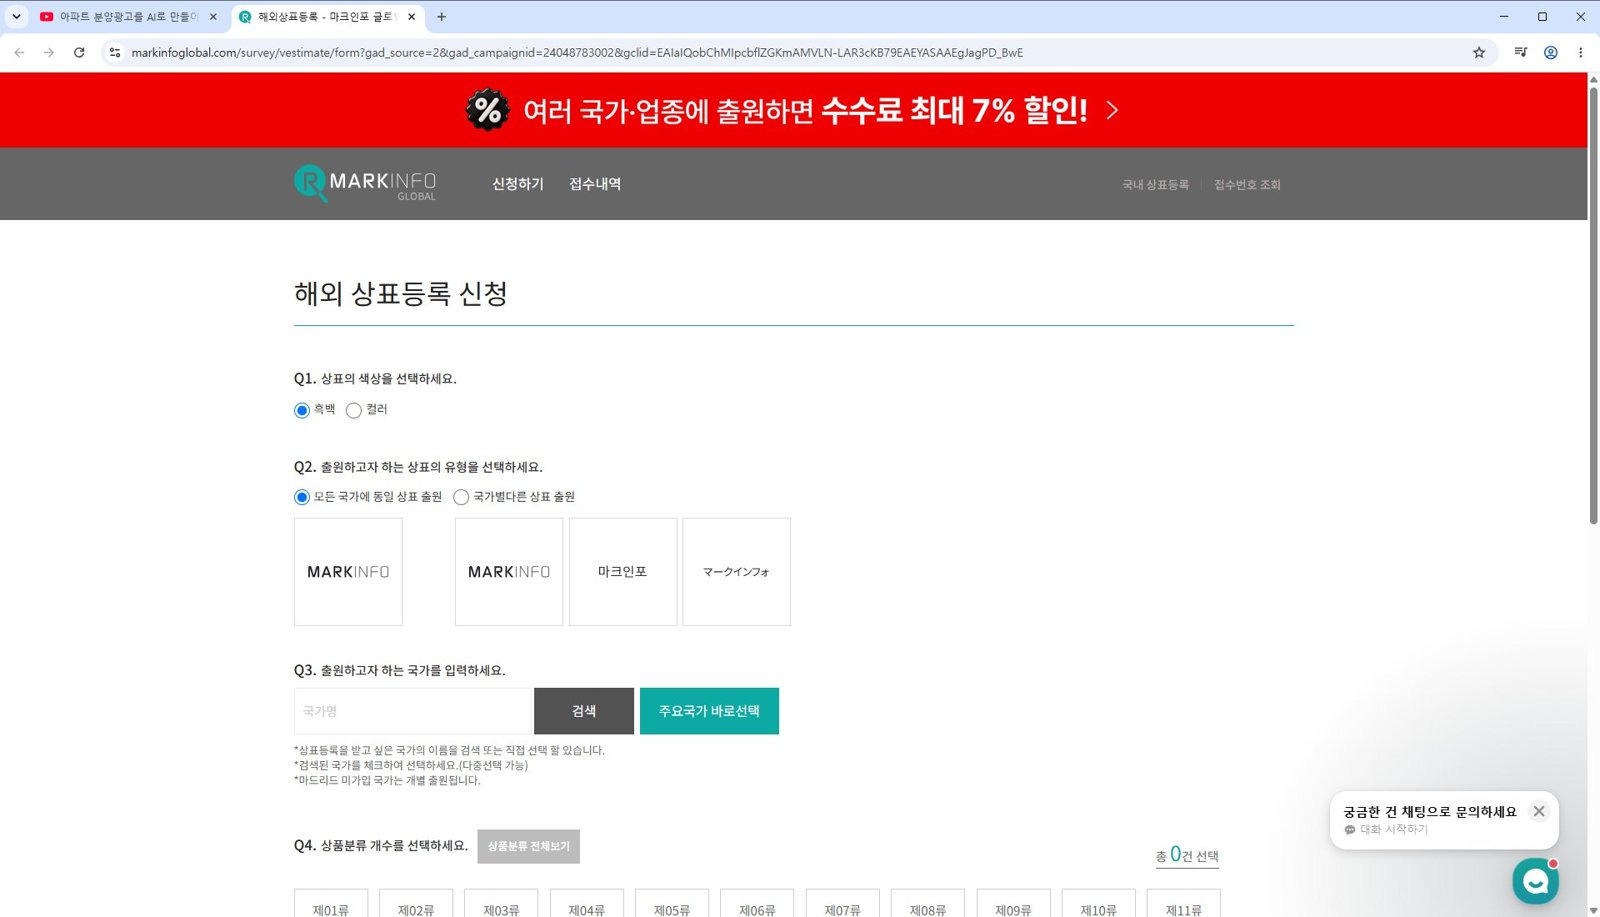 아파트 분양광고를 AI로 만들어
해외상표등록 - 마크인포 글로벌
markinfoglobal.com/survey/vestimate/form?gad_source=2&gad_campaignid=24048783002&gclid=EAIaIQobChMIpcbflZGKmAMVLN-LAR3cKB79EAEYASAAEgJagPD_BwE
% 여러 국가·업종에 출원하면 수수료 최대 7% 할인!
MARKINFO
GLOBAL
신청하기 접수내역
국내 상표등록 접수번호 조회
해외 상표등록 신청
Q1. 상표의 색상을 선택하세요.
흑백 컬러
Q2. 출원하고자 하는 상표의 유형을 선택하세요.
모든 국가에 동일 상표 출원 국가별다른 상표 출원
MARKINFO MARKINFO 마크인포 マークインフォ
Q3. 출원하고자 하는 국가를 입력하세요.
국가명 검색 주요국가 바로선택
*상표등록을 받고 싶은 국가의 이름을 검색 또는 직접 선택 할 있습니다.
*검색된 국가를 체크하여 선택하세요.(다중선택 가능)
*마드리드 미가입 국가는 개별 출원됩니다.
궁금한 건 채팅으로 문의하세요
대화 시작하기
Q4. 상품분류 개수를 선택하세요. 상품분류 전체보기
총 0건 선택
제01류 제02류 제03류 제04류 제05류 제06류 제07류 제08류 제09류 제10류 제11류